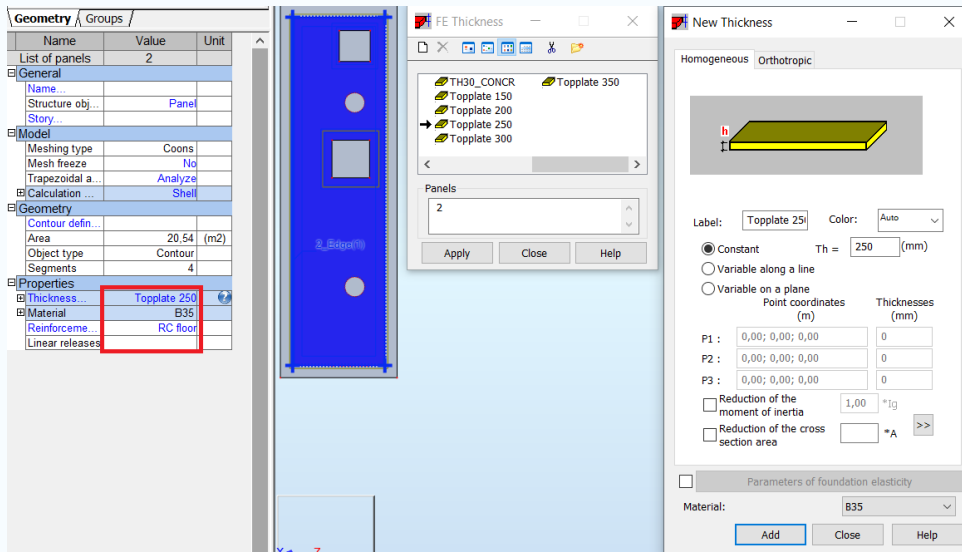 Geometry Groups
Name Value Unit
List of panels 2
General
Name...
Structure obj... Panel
Story...
Model
Meshing type Coons
Mesh freeze No
Trapezoidal a... Analyze
Calculation ... Shell
Geometry
Contour defin...
Area 20,54 (m2)
Object type Contour
Segments 4
Properties
Thickness... Topplate 250
Material B35
Reinforceme... RC floor
Linear releases
2_Edge(1)
X Z
FE Thickness
TH30_CONCR Topplate 350
Topplate 150
Topplate 200
Topplate 250
Topplate 300
Panels
2
Apply Close Help
New Thickness
Homogeneous Orthotropic
h
Label: Topplate 25 Color: Auto
Constant Th = 250 (mm)
Variable along a line
Variable on a plane
Point coordinates Thicknesses
(m) (mm)
P1 : 0,00; 0,00; 0,00 0
P2 : 0,00; 0,00; 0,00 0
P3 : 0,00; 0,00; 0,00 0
Reduction of the
moment of inertia 1,00 *Ig
Reduction of the cross
section area *A >>
Parameters of foundation elasticity
Material: B35
Add Close Help